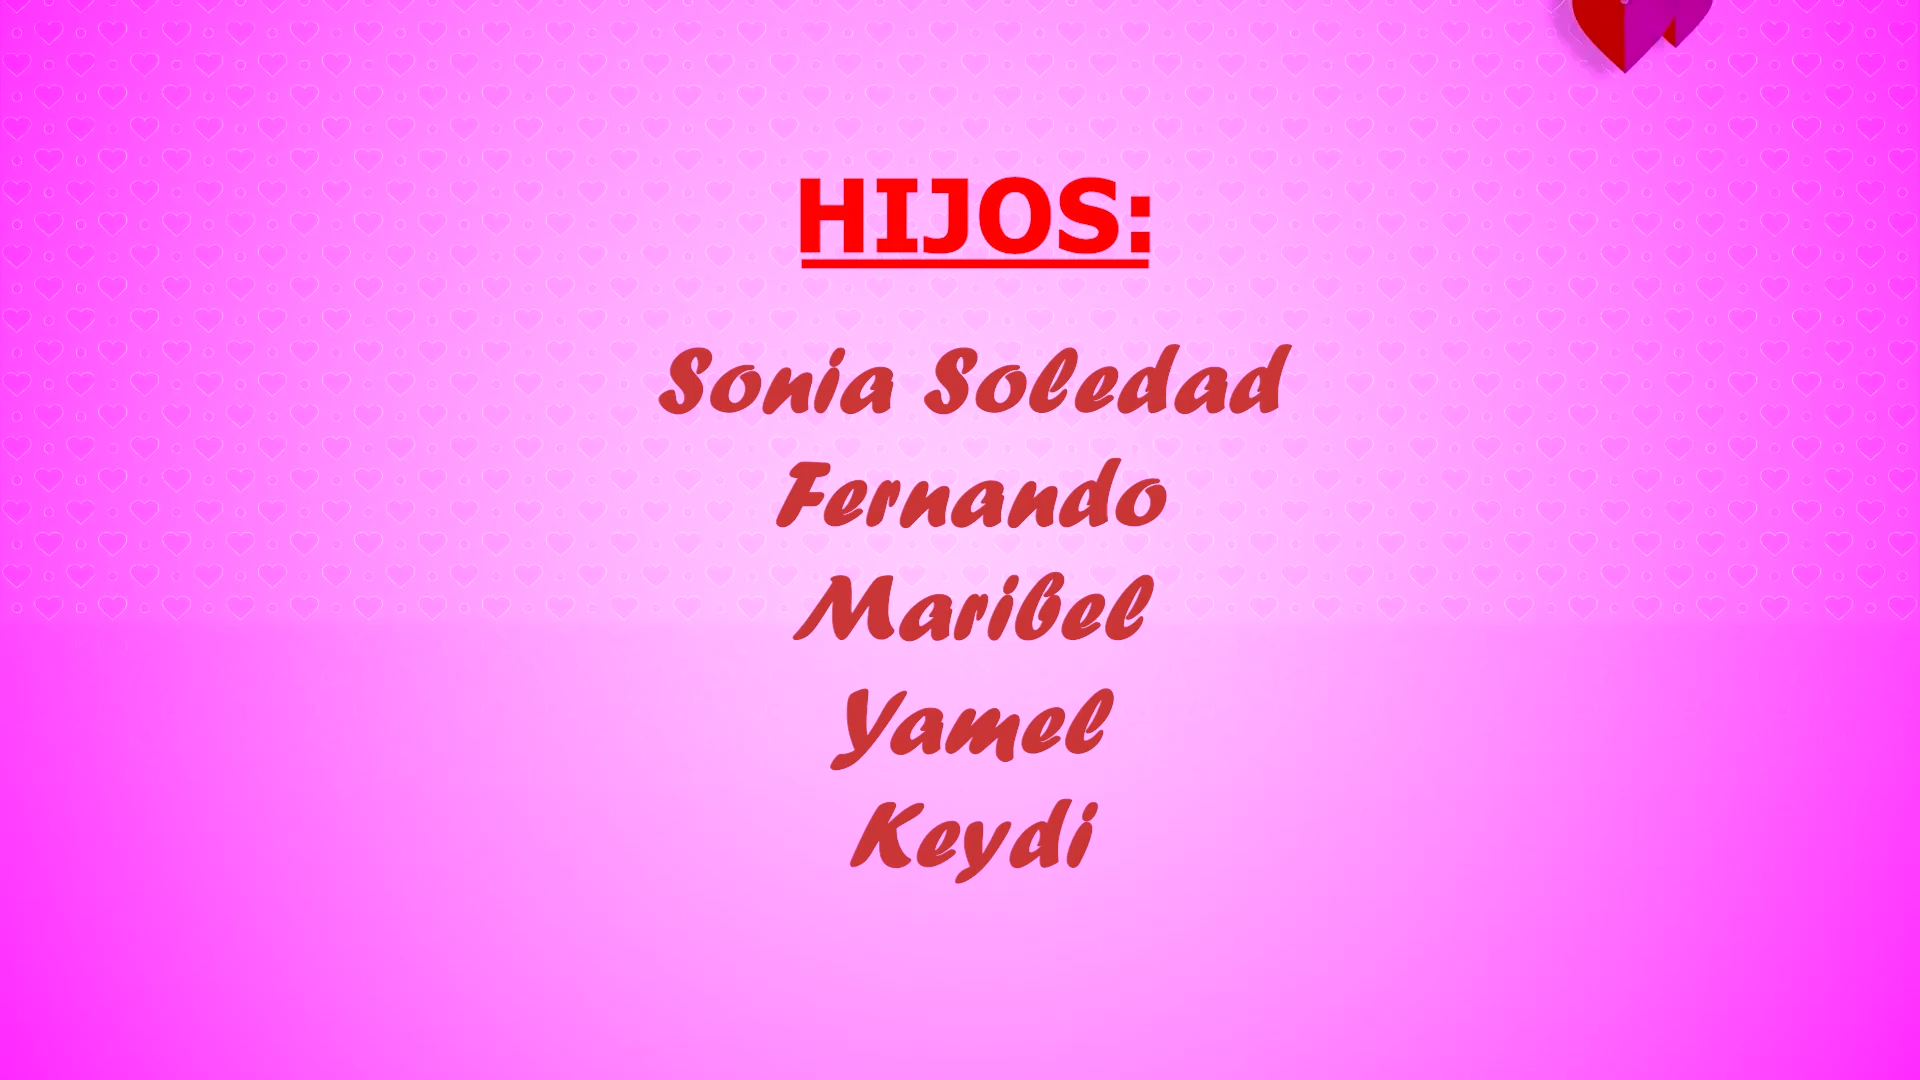 HIJOS:
Sonia Soledad
Fernando
Maribel
Yamel
Keydi